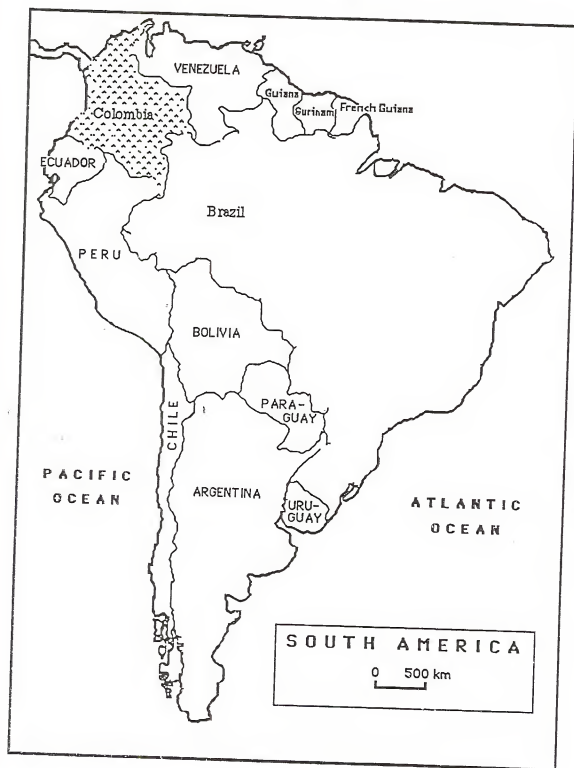 VENEZUELA
Guiana
Surinam
French Guiana
Colombia
ECUADOR
Brazil
PERU
BOLIVIA
PARA-
GUAY
CHILE
PACIFIC
OCEAN
ARGENTINA
URU-
GUAY
ATLANTIC
OCEAN
SOUTH AMERICA
0 500 km